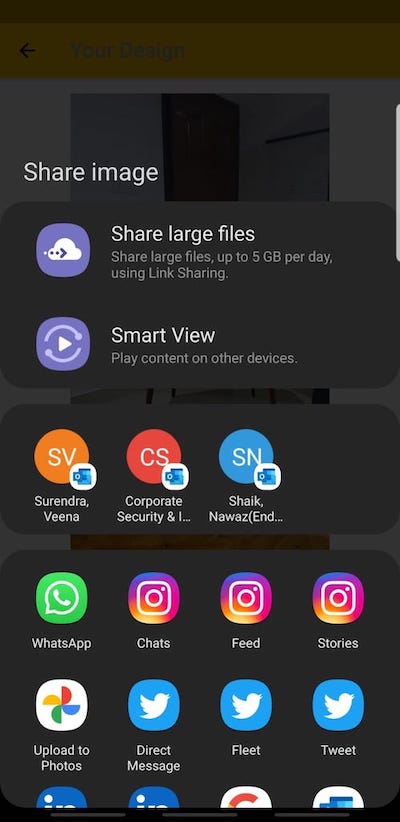 Your Design
Share image
Share large files
Share large files, up to 5 GB per day,
using Link Sharing.
Smart View
Play content on other devices.
SV
CS
SN
Surendra,
Veena
Corporate
Security & I...
Shaik,
Nawaz(End...
WhatsApp
Chats
Feed
Stories
Upload to
Photos
Direct
Message
Fleet
Tweet